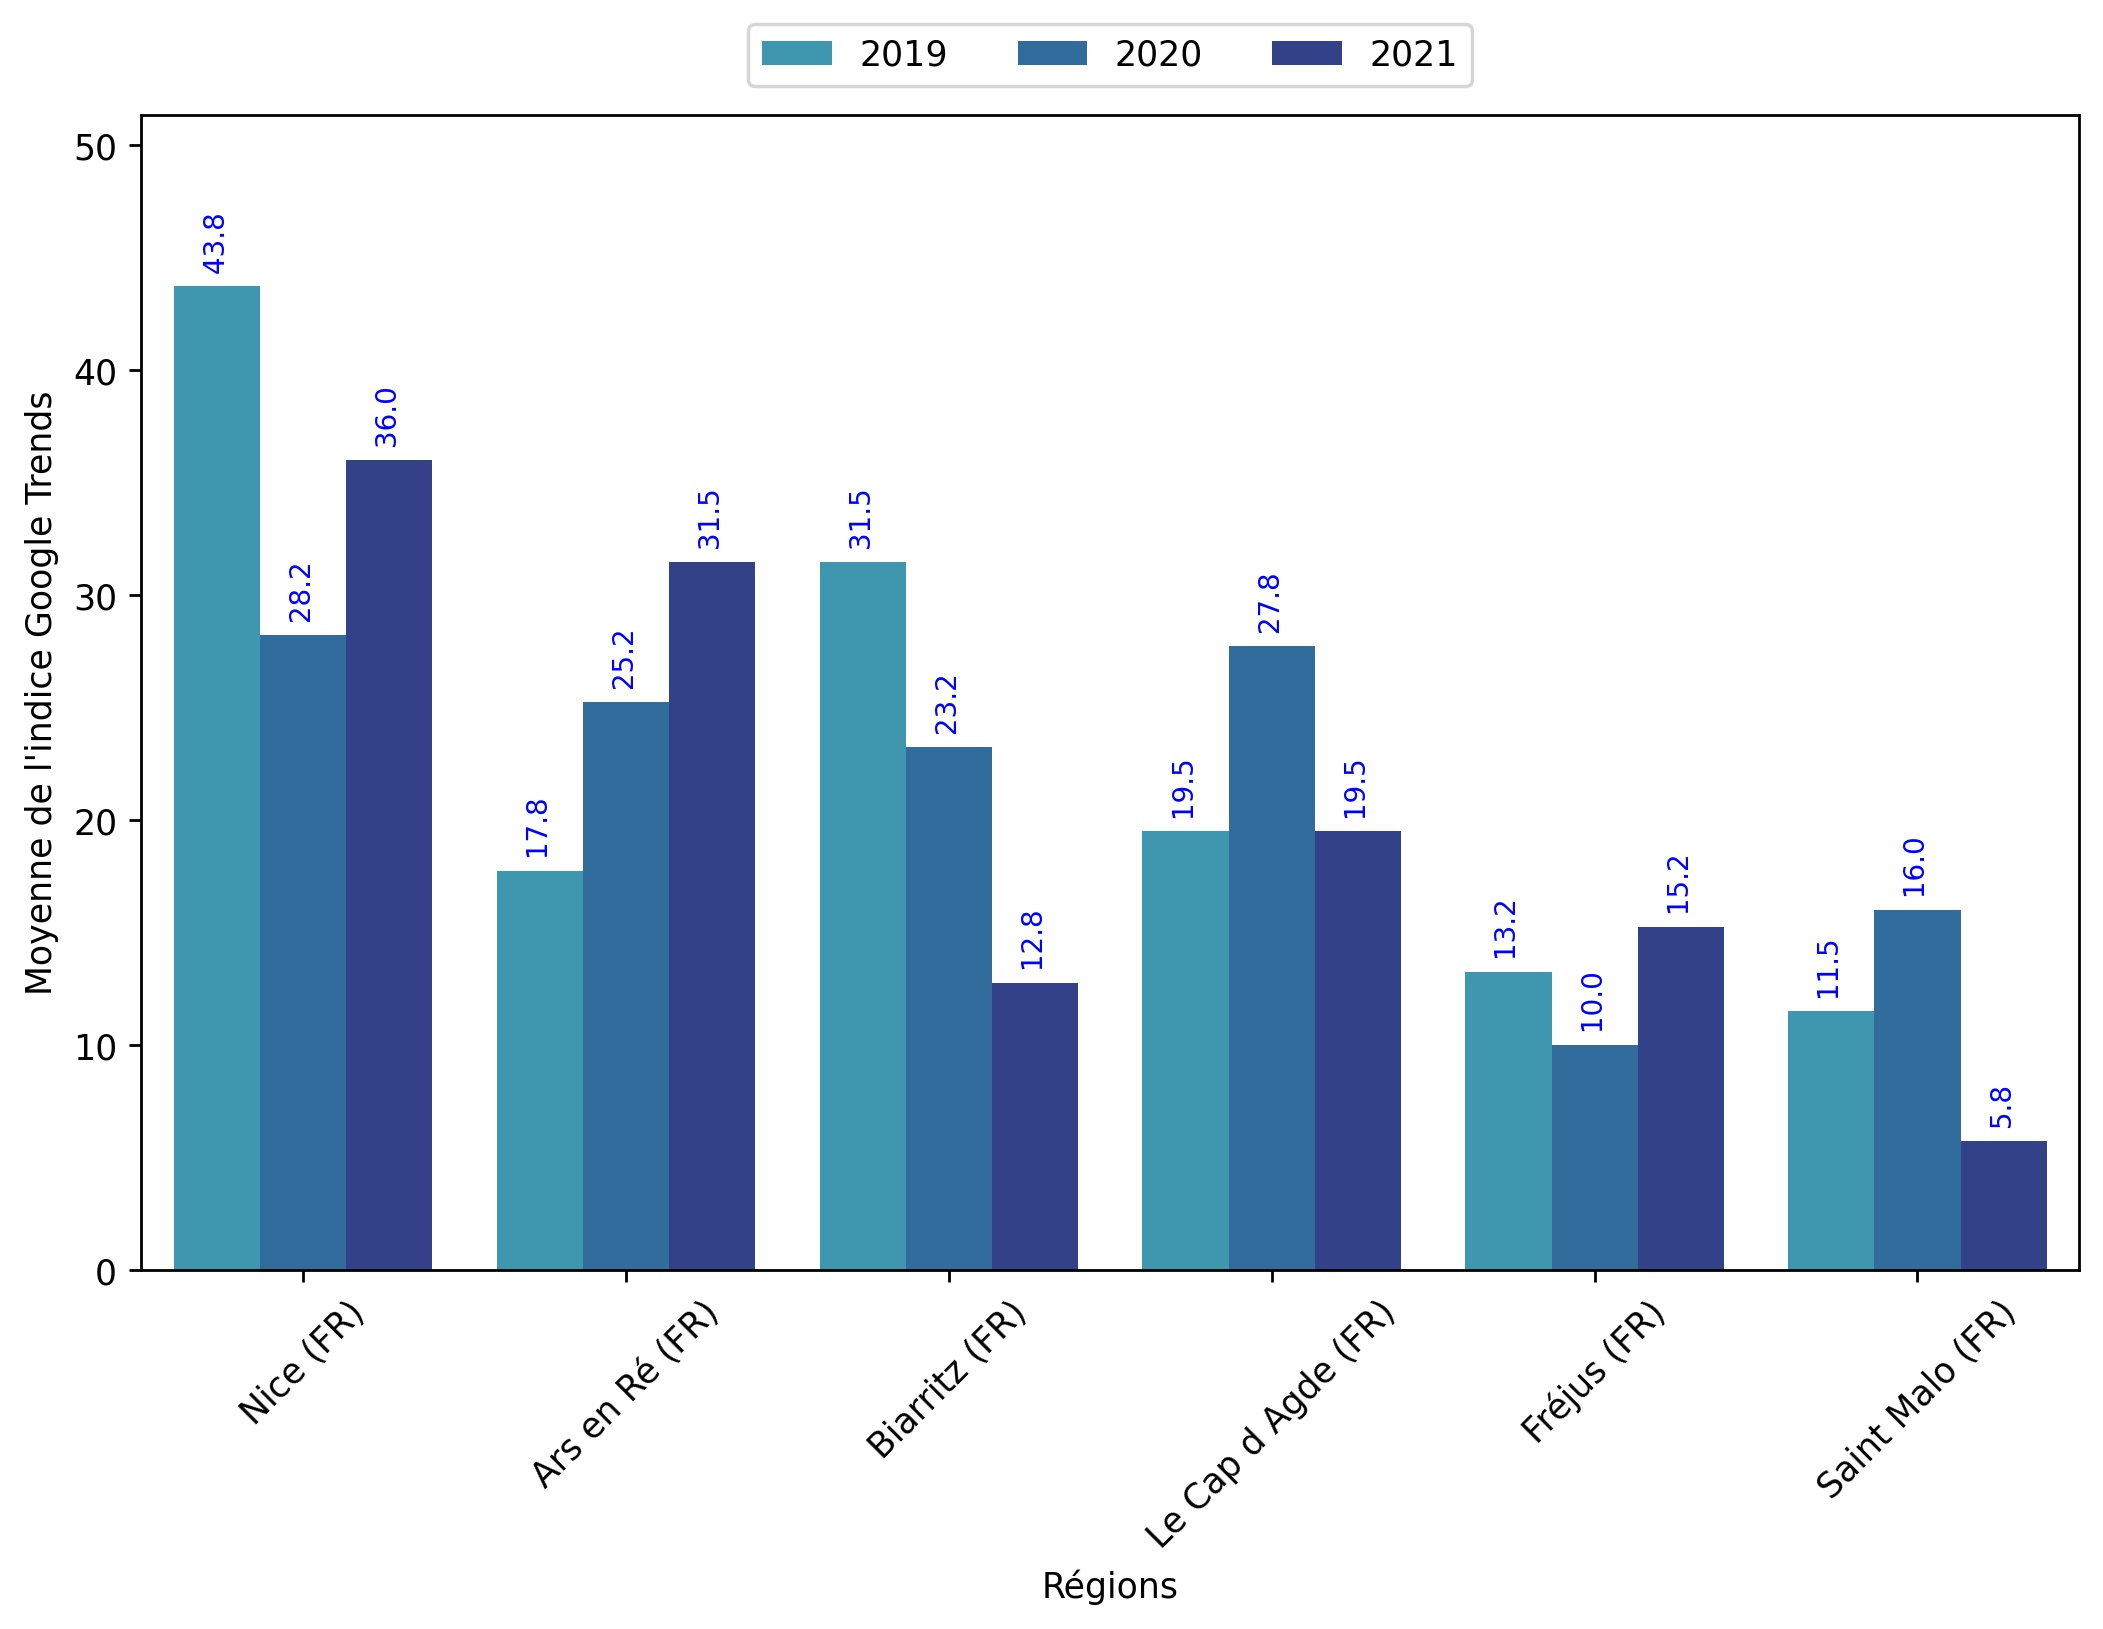 2019 2020 2021
Moyenne de l'indice Google Trends
50
40
30
20
10
0
43.8
28.2
36.0
17.8
25.2
31.5
31.5
23.2
12.8
19.5
27.8
19.5
13.2
10.0
15.2
11.5
16.0
5.8
Nice (FR)
Ars en Ré (FR)
Biarritz (FR)
Le Cap d Agde (FR)
Fréjus (FR)
Saint Malo (FR)
Régions